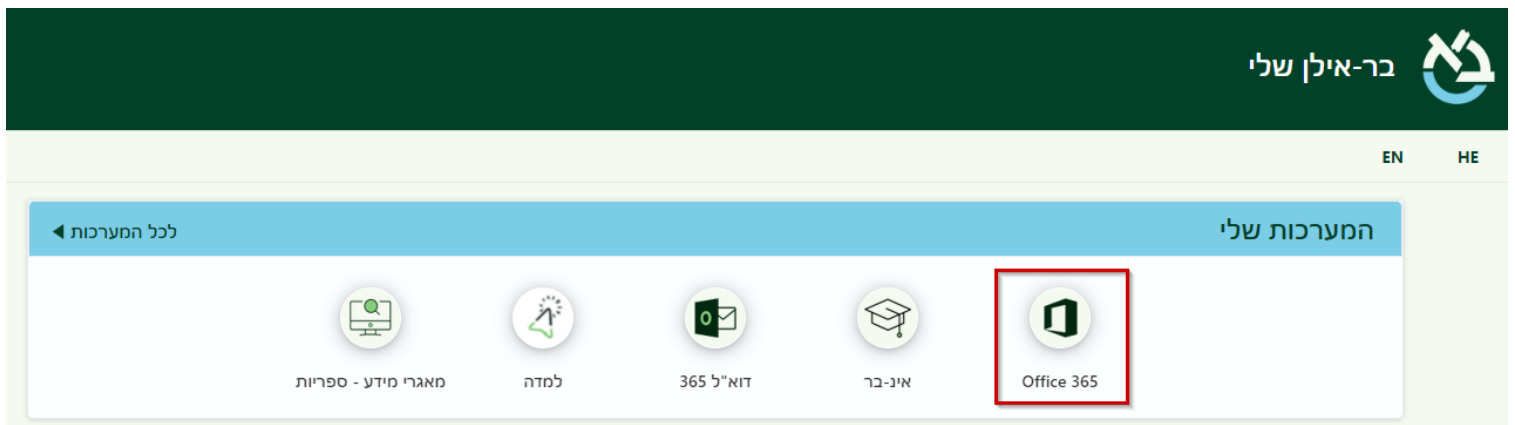 בר-אילן שלי
HE EN
המערכות שלי
לכל המערכות
Office 365
אינ-בר
דוא"ל 365
למדה
מאגרי מידע - ספריות